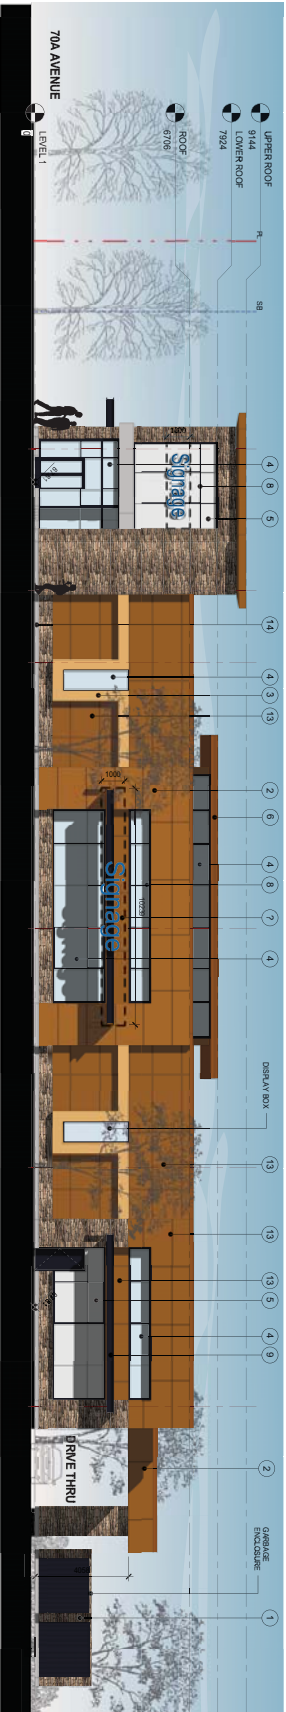 70A AVENUE
UPPER ROOF
9144
LOWER ROOF
7924
ROOF
6706
LEVEL 1
0
PL
SB
1200
Signage
4
8
5
14
4
3
13
2
6
4
8
7
4
1000
10239
Signage
DISPLAY BOX
13
13
13
5
4
9
2
DRIVE THRU
GARBAGE
ENCLOSURE
1